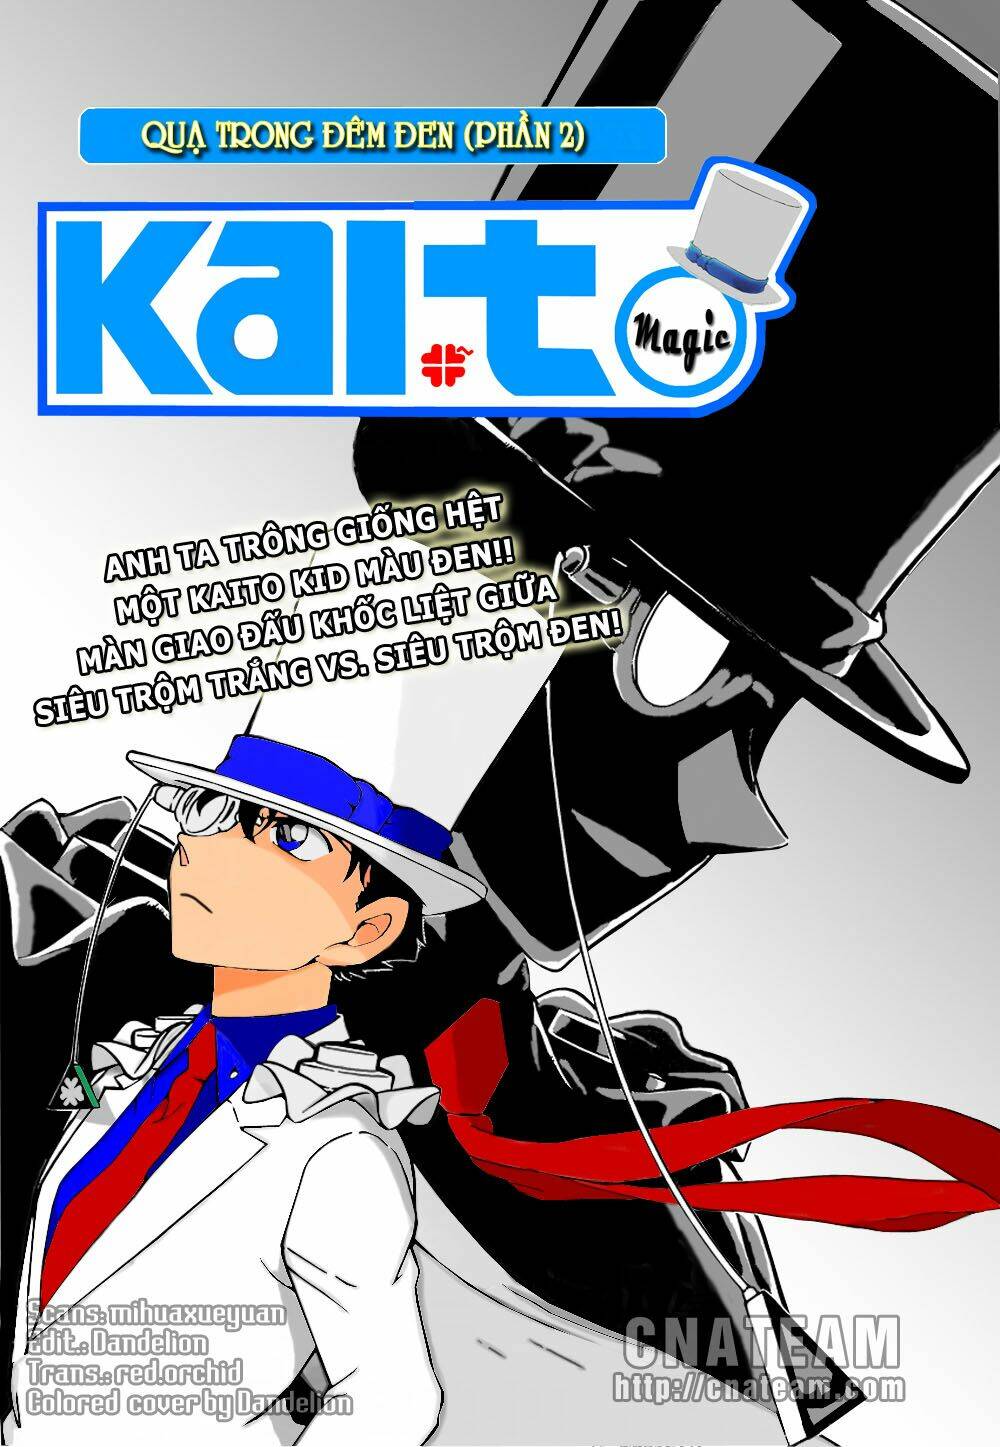 QUẠ TRONG ĐÊM ĐEN (PHẦN 2)
Kaito
Magic
ANH TA TRÔNG GIỐNG HỆT
MỘT KAITO KID MÀU ĐEN!!
MÀN GIAO ĐẤU KHỐC LIỆT GIỮA
SIÊU TRỘM TRẮNG VS. SIÊU TRỘM ĐEN!
Scans: mihuaxueyuan
Edit.: Dandelion
Trans.: red.orchid
Colored cover by Dandelion
CNATEAM
http://cnateam.com/